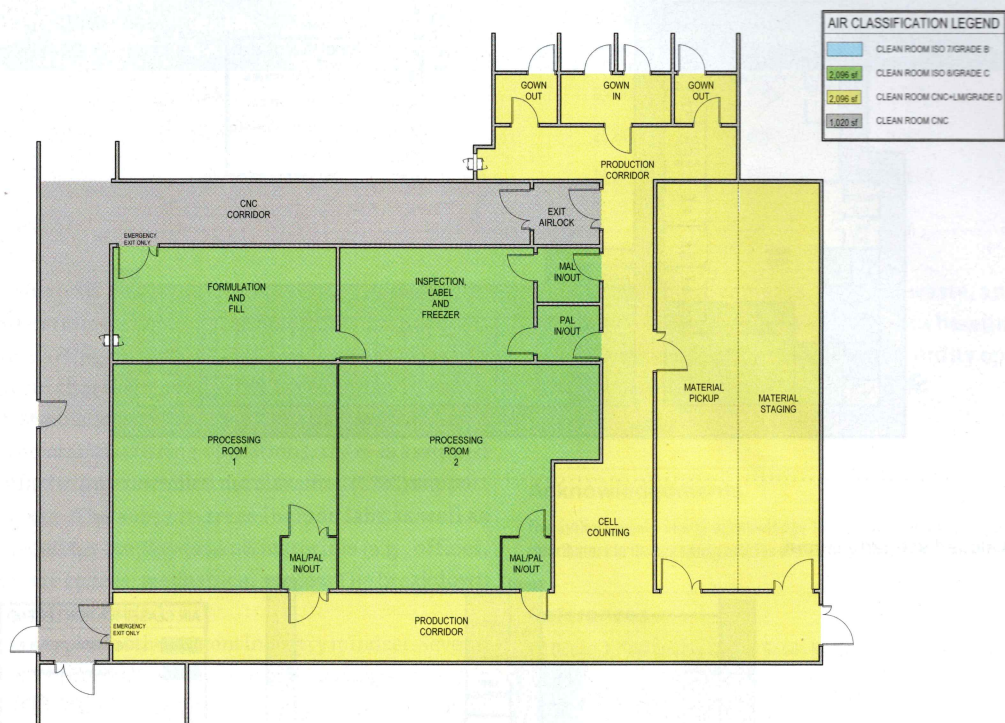 AIR CLASSIFICATION LEGEND
CLEAN ROOM ISO 7/GRADE B
2,096 sf CLEAN ROOM ISO 8/GRADE C
2,096 sf CLEAN ROOM CNC+LM/GRADE D
1,020 sf CLEAN ROOM CNC
GOWN
OUT
GOWN
IN
GOWN
OUT
PRODUCTION
CORRIDOR
CNC
CORRIDOR
EXIT
AIRLOCK
EMERGENCY
EXIT ONLY
FORMULATION
AND
FILL
INSPECTION,
LABEL
AND
FREEZER
MAL
IN/OUT
PAL
IN/OUT
MATERIAL
PICKUP
MATERIAL
STAGING
PROCESSING
ROOM
1
PROCESSING
ROOM
2
CELL
COUNTING
MAL/PAL
IN/OUT
MAL/PAL
IN/OUT
EMERGENCY
EXIT ONLY
PRODUCTION
CORRIDOR